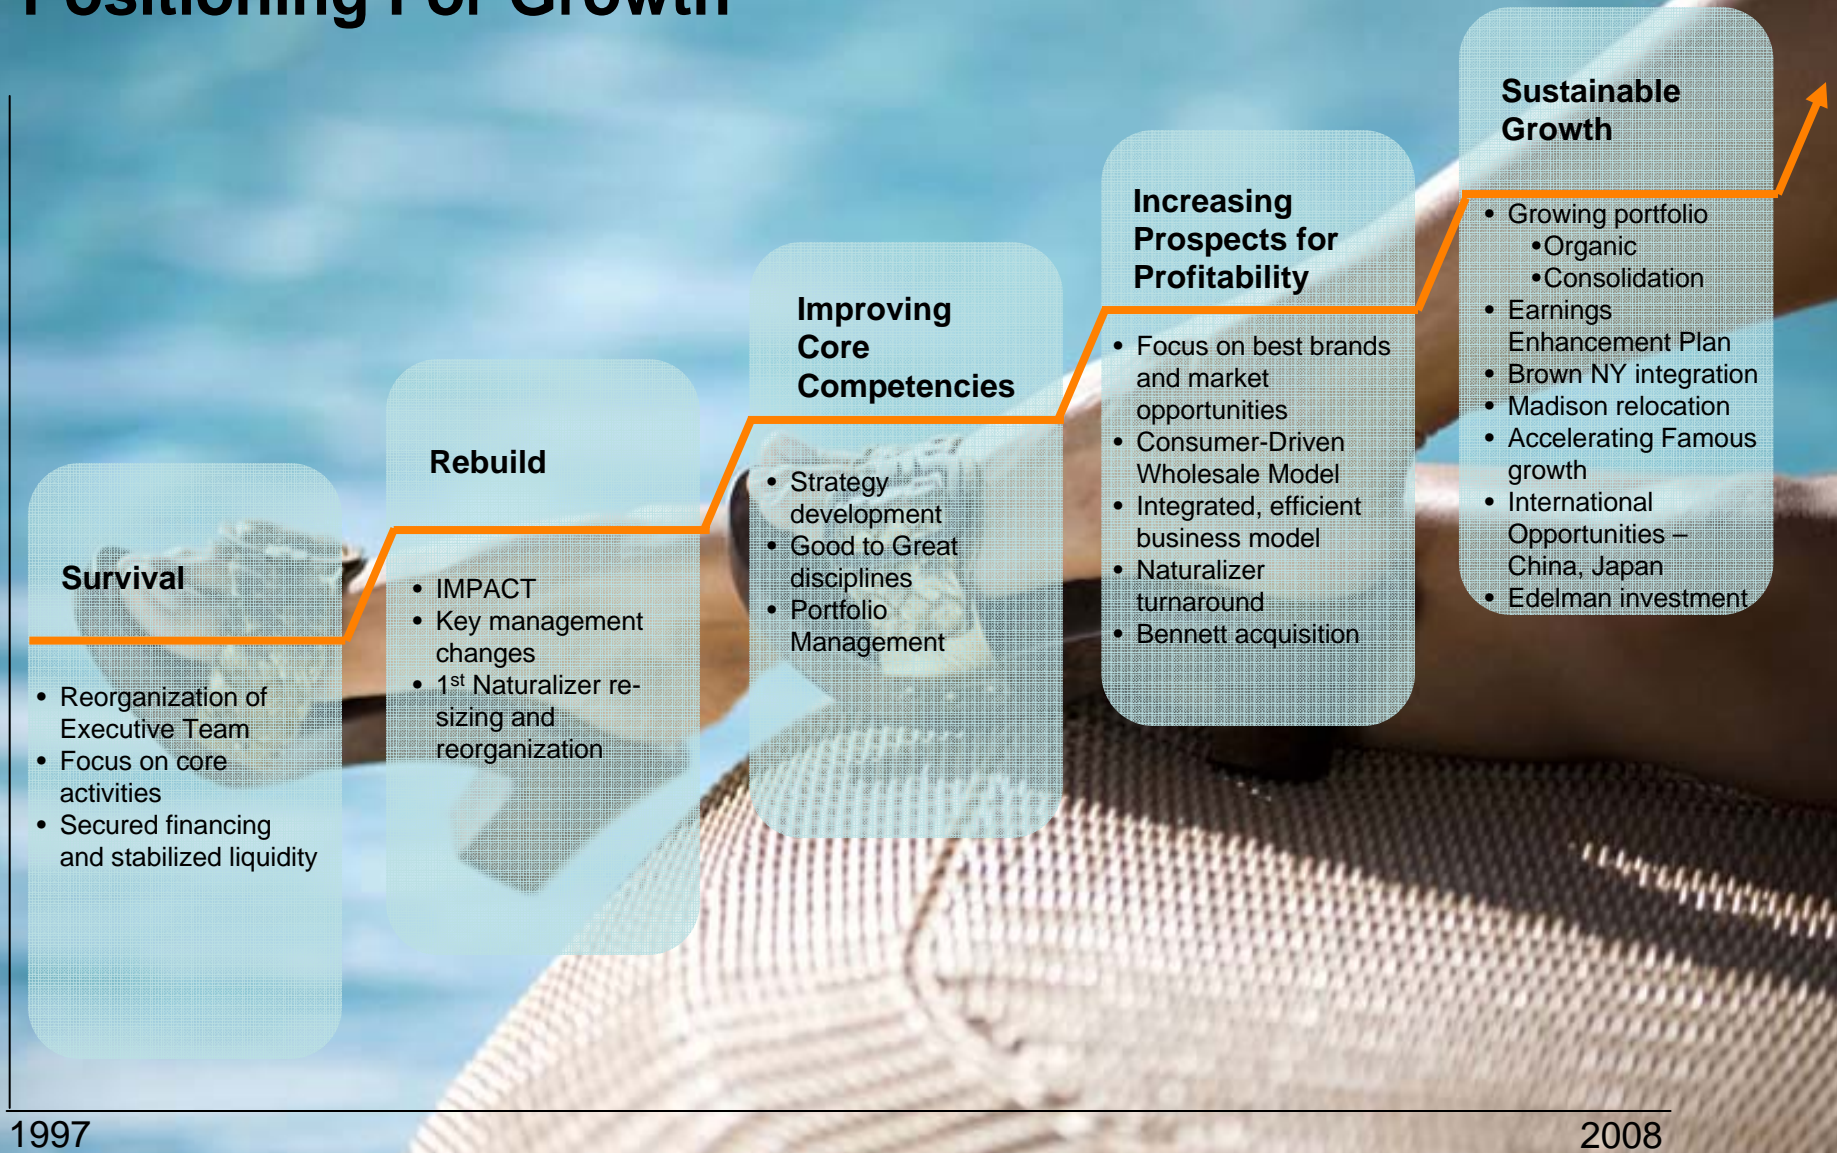 Positioning For Growth
Survival
• Reorganization of
Executive Team
• Focus on core
activities
• Secured financing
and stabilized liquidity
Rebuild
• IMPACT
• Key management
changes
• 1st Naturalizer re-
sizing and
reorganization
Improving
Core
Competencies
• Strategy
development
• Good to Great
disciplines
• Portfolio
Management
Increasing
Prospects for
Profitability
• Focus on best brands
and market
opportunities
• Consumer-Driven
Wholesale Model
• Integrated, efficient
business model
• Naturalizer
turnaround
• Bennett acquisition
Sustainable
Growth
• Growing portfolio
•Organic
•Consolidation
• Earnings
Enhancement Plan
• Brown NY integration
• Madison relocation
• Accelerating Famous
growth
• International
Opportunities –
China, Japan
• Edelman investment
1997
2008